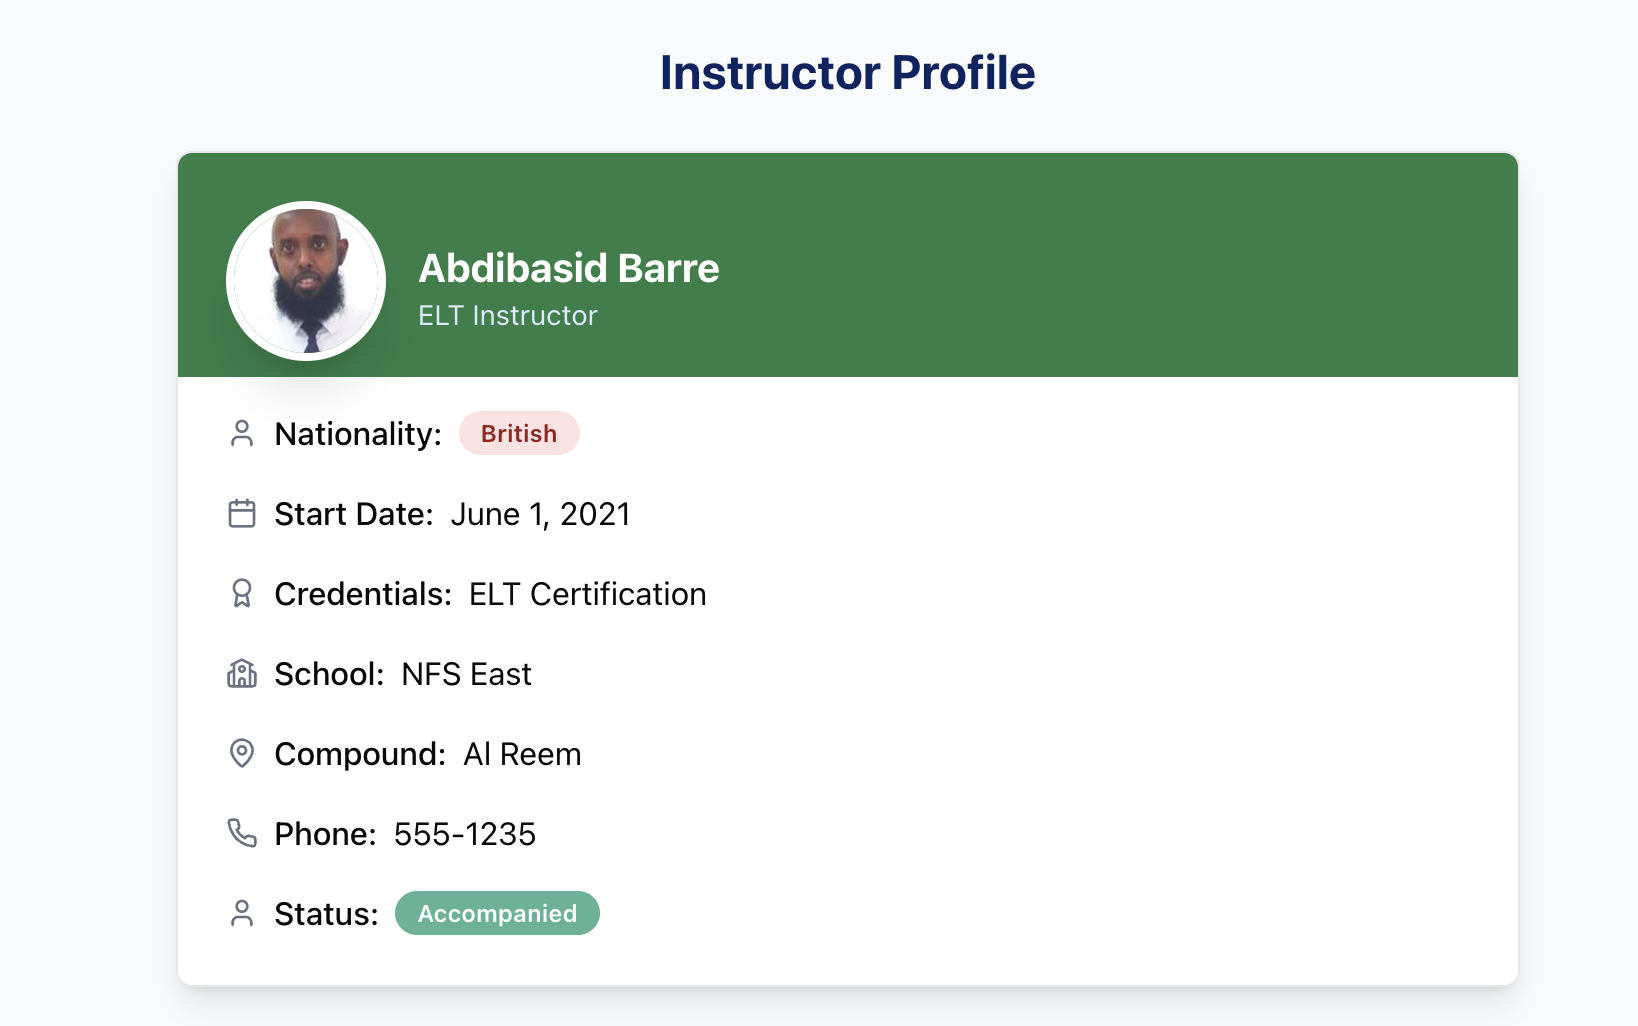 Instructor Profile
Abdibasid Barre
ELT Instructor
Nationality: British
Start Date: June 1, 2021
Credentials: ELT Certification
School: NFS East
Compound: Al Reem
Phone: 555-1235
Status: Accompanied